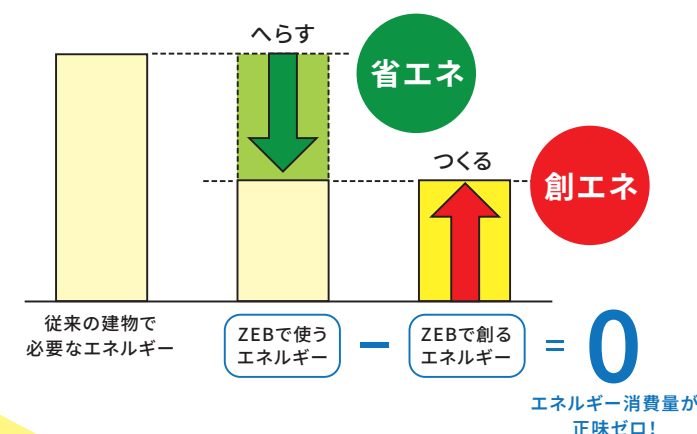 へらす
省エネ
つくる
創エネ
従来の建物で
必要なエネルギー
ZEBで使う
エネルギー
−
ZEBで創る
エネルギー
=
0
エネルギー消費量が
正味ゼロ!